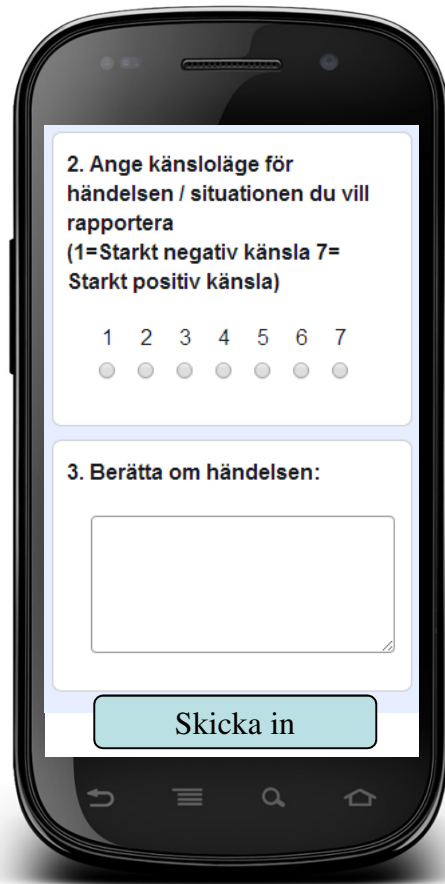 2. Ange känsloläge för
händelsen / situationen du vill
rapportera
(1=Starkt negativ känsla 7=
Starkt positiv känsla)
1 2 3 4 5 6 7
3. Berätta om händelsen:
Skicka in